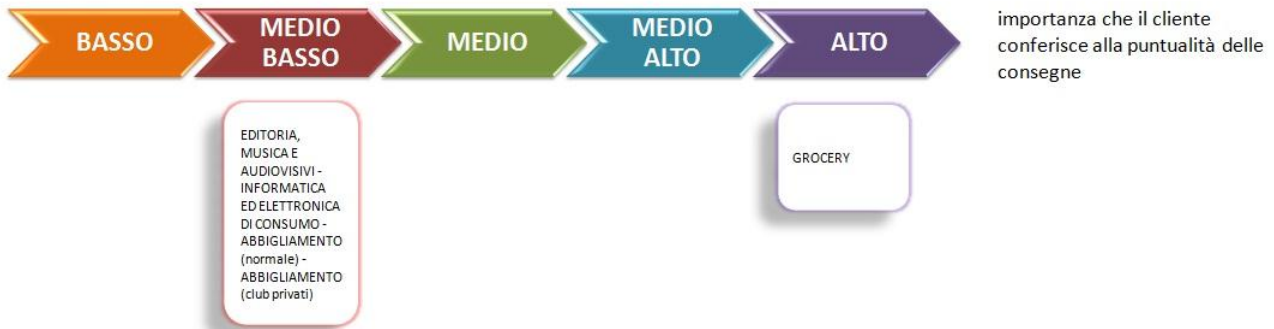 BASSO
MEDIO
BASSO
MEDIO
MEDIO
ALTO
ALTO
importanza che il cliente
conferisce alla puntualità delle
consegne
EDITORIA,
MUSICA E
AUDIOVISIVI -
INFORMATICA
ED ELETTRONICA
DI CONSUMO -
ABBIGLIAMENTO
(normale) -
ABBIGLIAMENTO
(club privati)
GROCERY